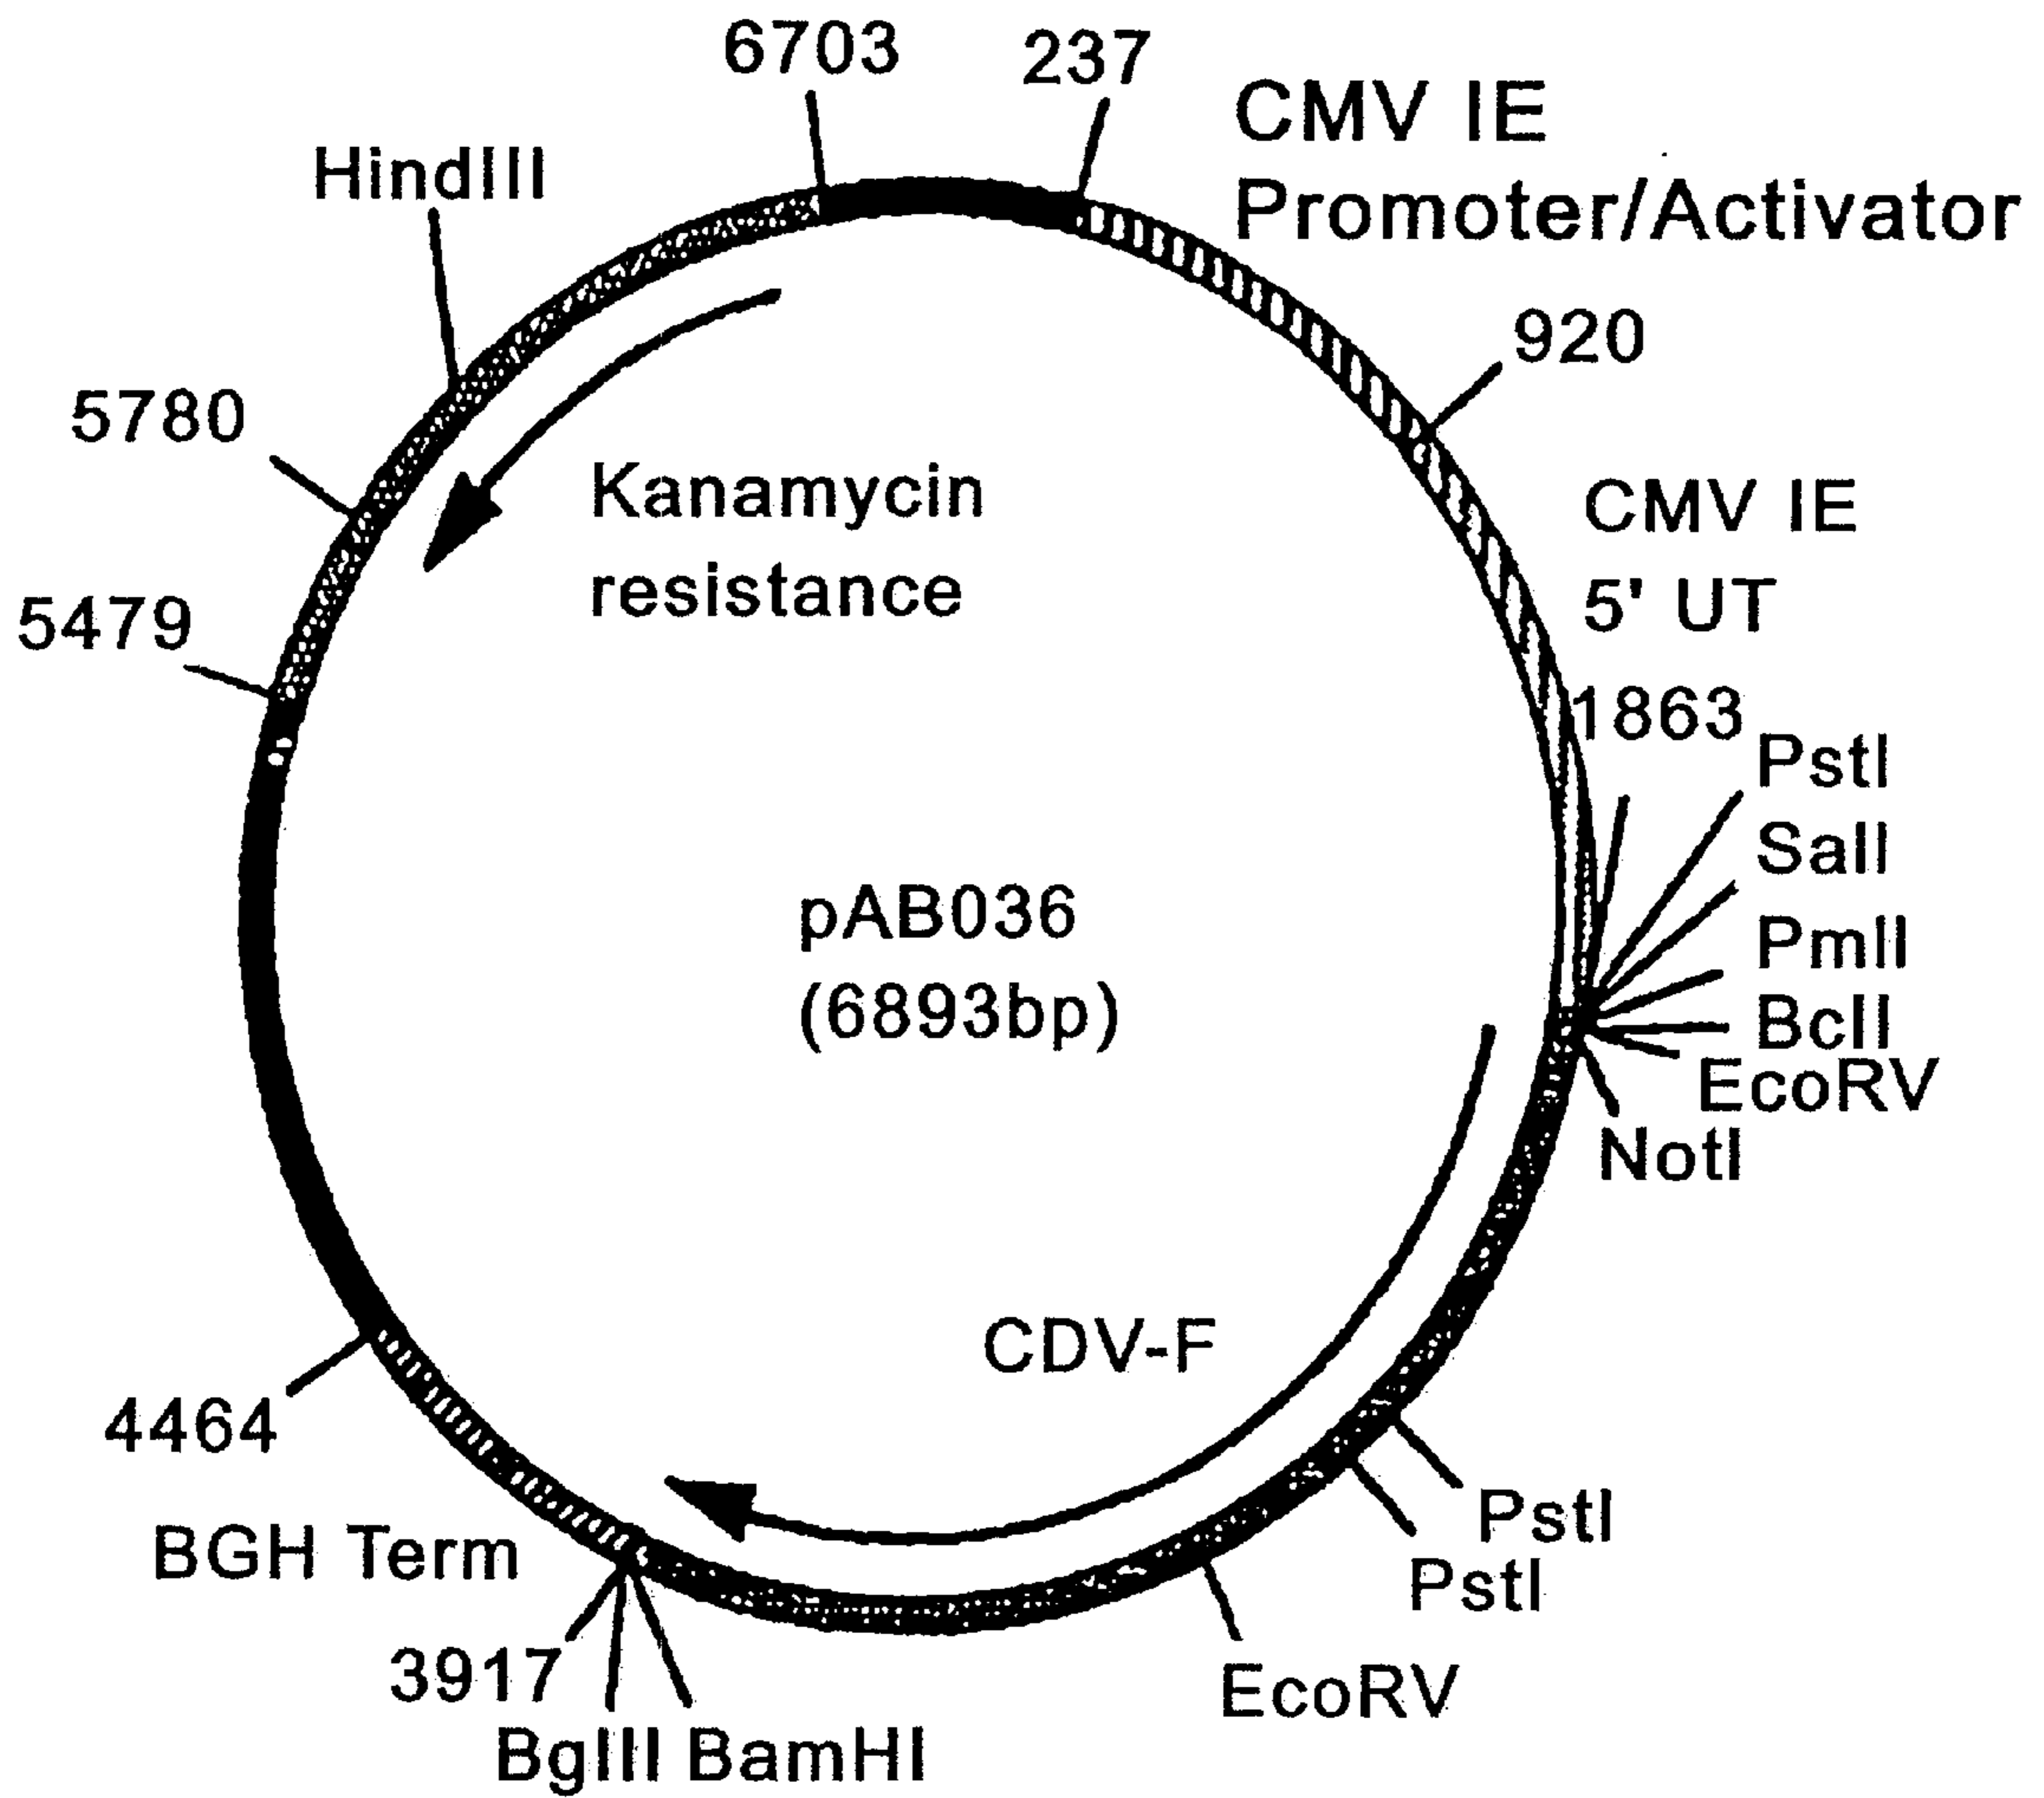 6703
237
CMV IE
Promoter/Activator
HindIII
920
5780
Kanamycin
resistance
CMV IE
5' UT
5479
1863
PstI
SalI
pAB036
(6893bp)
PmlI
BclI
EcoRV
NotI
CDV-F
4464
PstI
PstI
BGH Term
3917
EcoRV
BglII BamHI